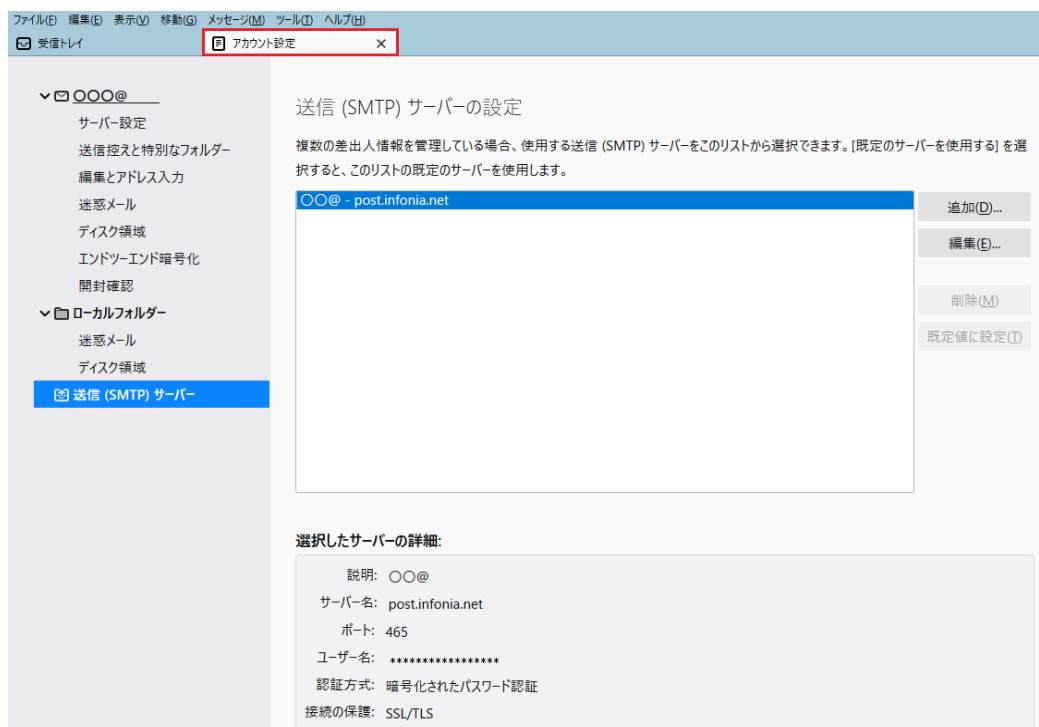 ファイル(F) 編集(E) 表示(V) 移動(G) メッセージ(M) ツール(T) ヘルプ(H)
受信トレイ
アカウント設定
〇〇〇@
サーバー設定
送信控えと特別なフォルダー
編集とアドレス入力
迷惑メール
ディスク領域
エンドツーエンド暗号化
開封確認
ローカルフォルダー
迷惑メール
ディスク領域
送信 (SMTP) サーバー
送信 (SMTP) サーバーの設定
複数の差出人情報を管理している場合、使用する送信 (SMTP) サーバーをこのリストから選択できます。[既定のサーバーを使用する] を選
択すると、このリストの既定のサーバーを使用します。
〇〇@ - post.infonia.net
追加(D)...
編集(E)...
削除(M)
既定値に設定(T)
選択したサーバーの詳細:
説明: 〇〇@
サーバー名: post.infonia.net
ポート: 465
ユーザー名: *****************
認証方式: 暗号化されたパスワード認証
接続の保護: SSL/TLS